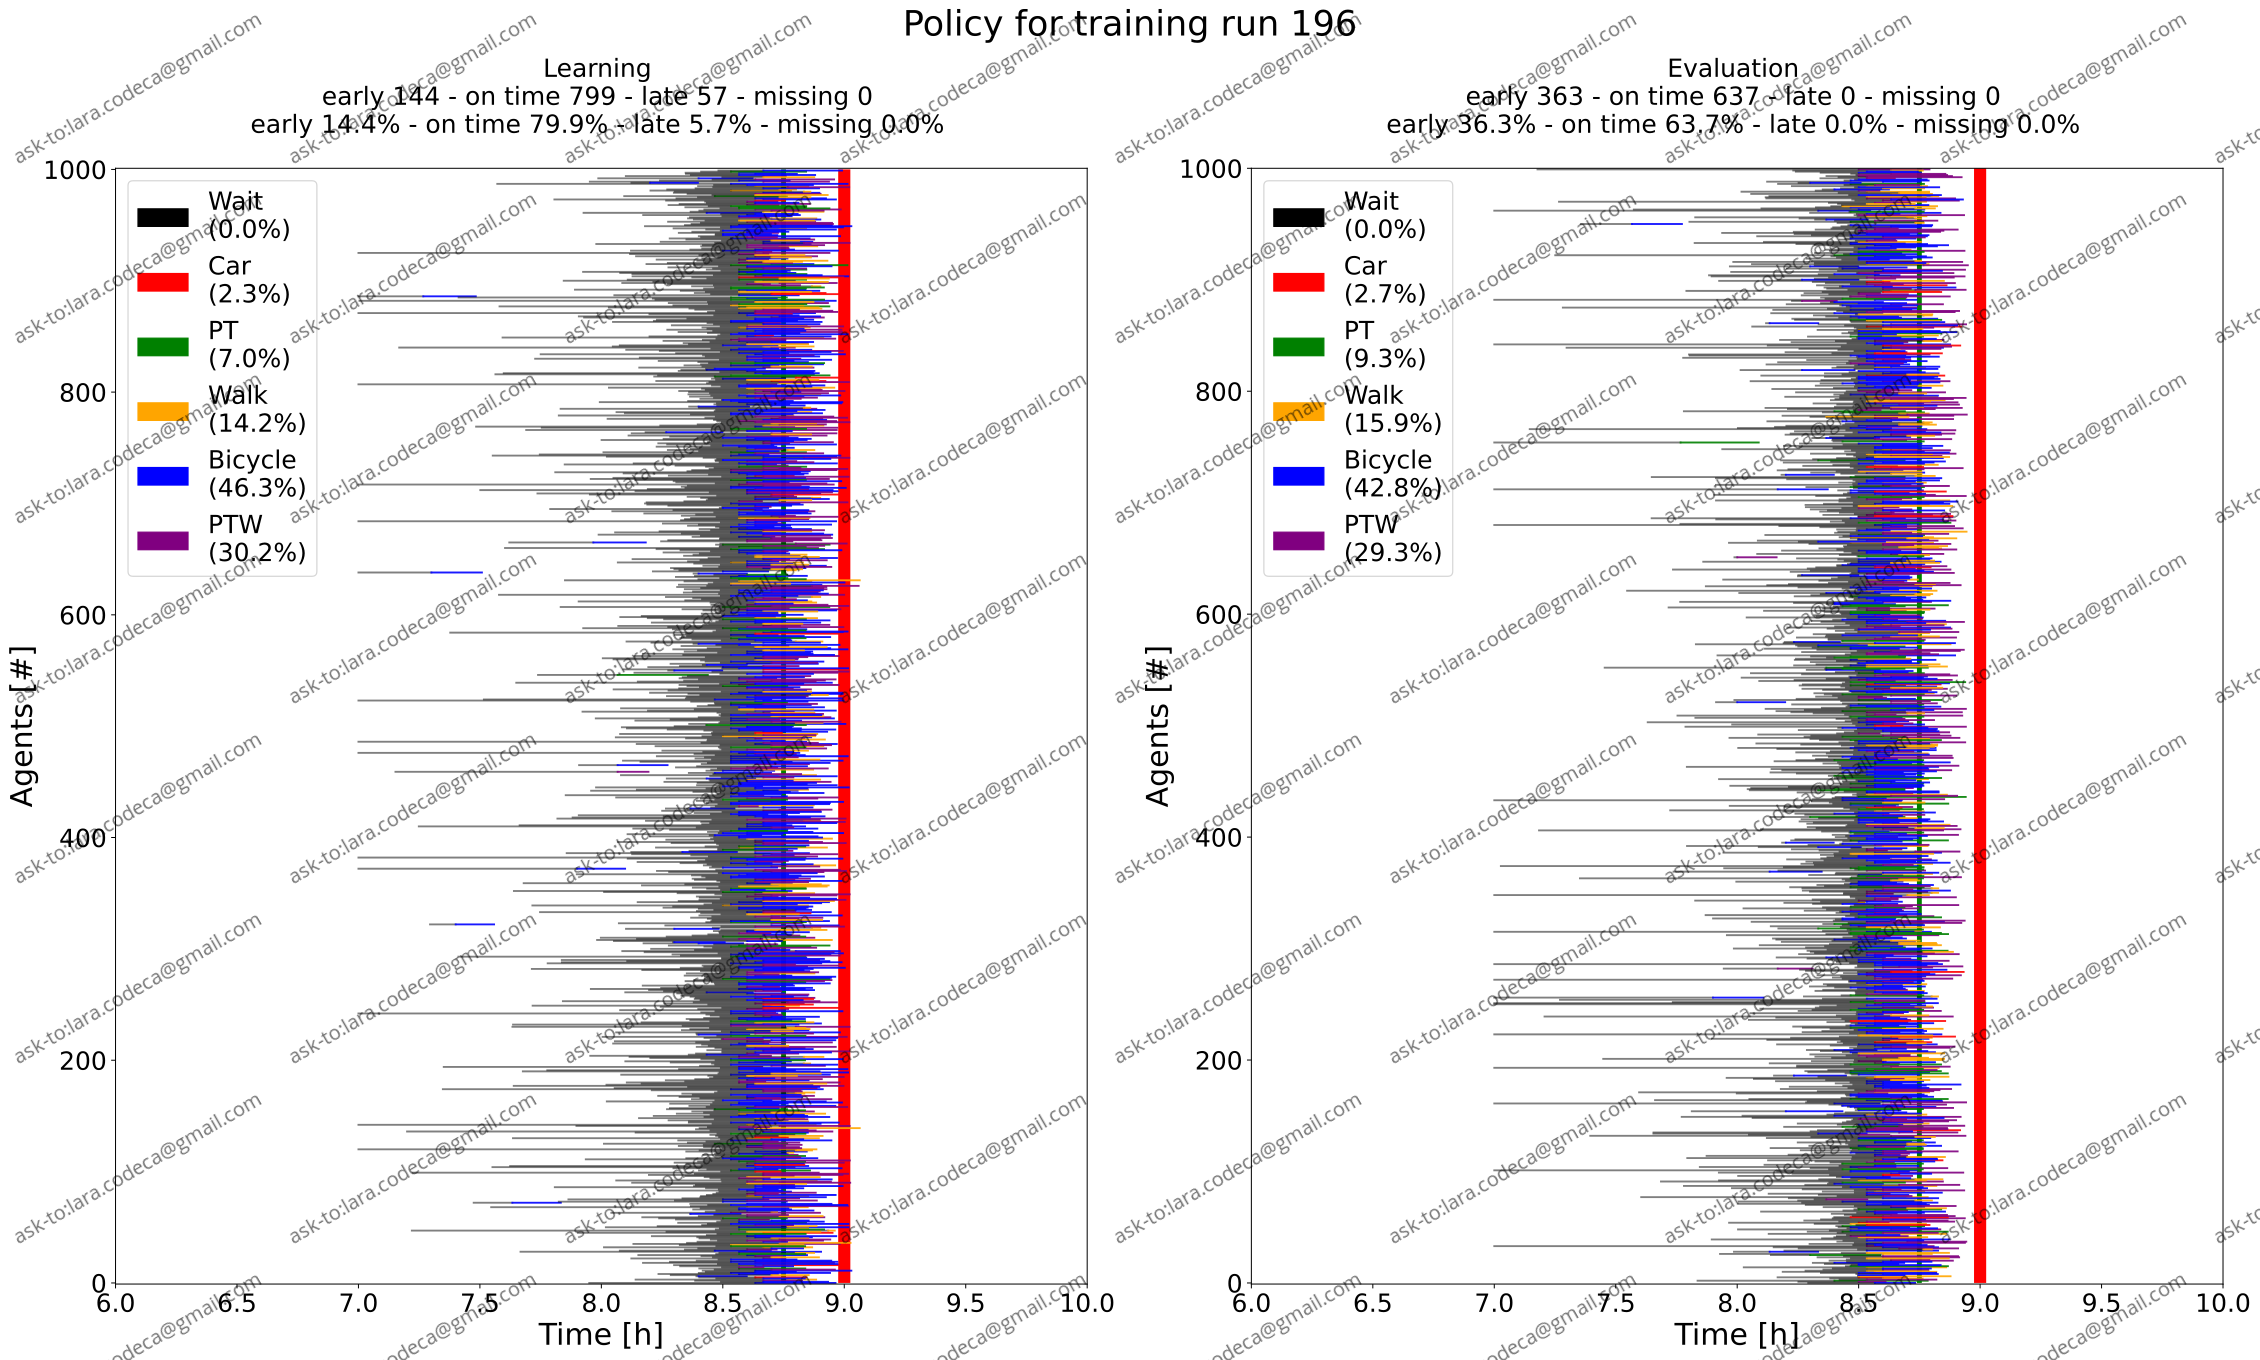 Policy for training run 196
Learning
early 144 - on time 799 - late 57 - missing 0
early 14.4% - on time 79.9% - late 5.7% - missing 0.0%
1000
800
600
400
200
0
Agents [#]
Wait
(0.0%)
Car
(2.3%)
PT
(7.0%)
Walk
(14.2%)
Bicycle
(46.3%)
PTW
(30.2%)
6.0 6.5 7.0 7.5 8.0 8.5 9.0 9.5 10.0
Time [h]
Evaluation
early 363 - on time 637 - late 0 - missing 0
early 36.3% - on time 63.7% - late 0.0% - missing 0.0%
1000
800
600
400
200
0
Agents [#]
Wait
(0.0%)
Car
(2.7%)
PT
(9.3%)
Walk
(15.9%)
Bicycle
(42.8%)
PTW
(29.3%)
6.0 6.5 7.0 7.5 8.0 8.5 9.0 9.5 10.0
Time [h]
ask-to:lara.codeca@gmail.com